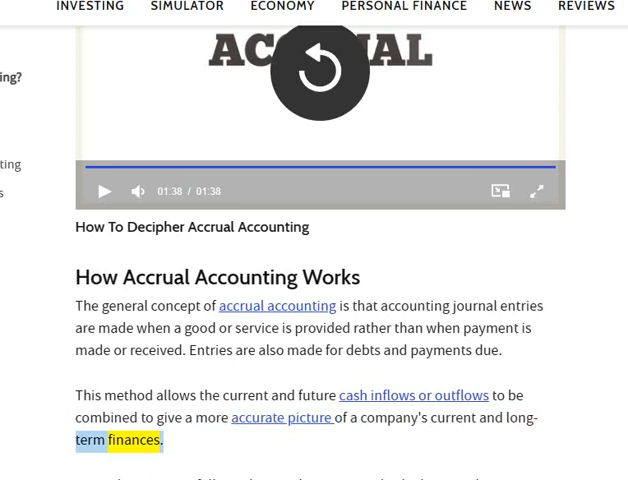 INVESTING SIMULATOR ECONOMY PERSONAL FINANCE NEWS REVIEWS
ing?
ting
s
01:38 / 01:38
How To Decipher Accrual Accounting
How Accrual Accounting Works
The general concept of accrual accounting is that accounting journal entries
are made when a good or service is provided rather than when payment is
made or received. Entries are also made for debts and payments due.
This method allows the current and future cash inflows or outflows to be
combined to give a more accurate picture of a company's current and long-
term finances.